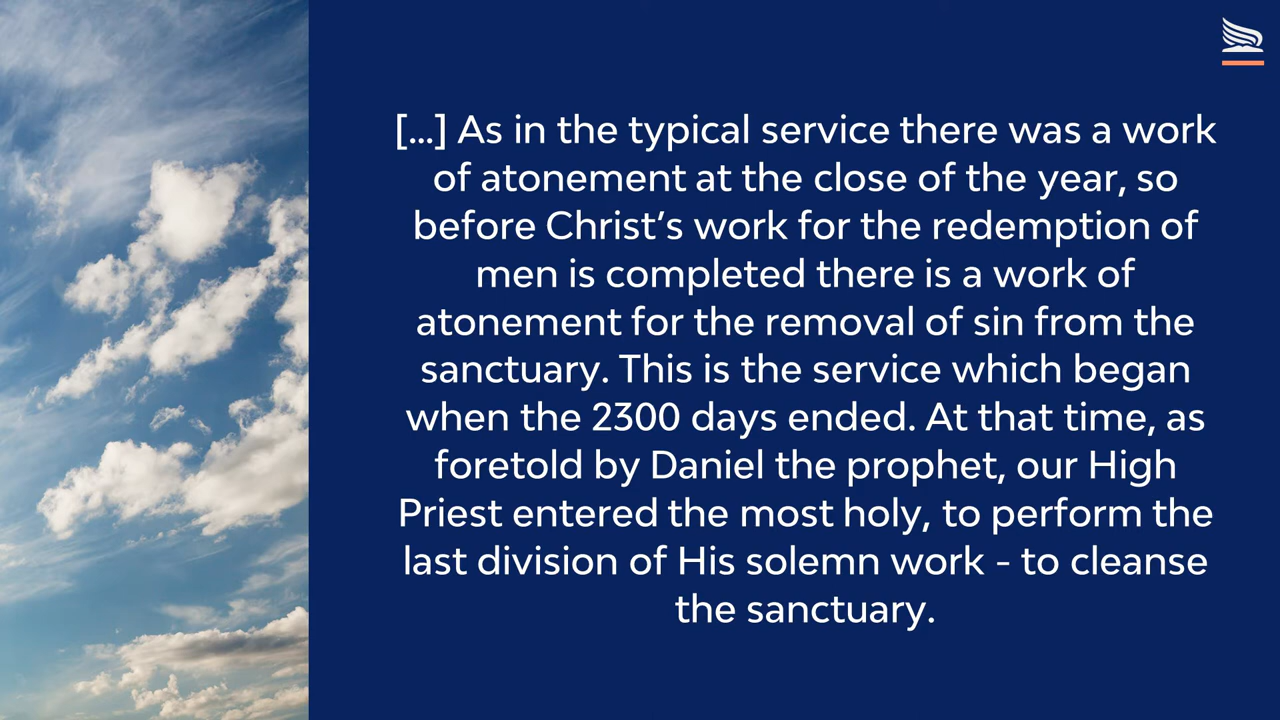 [...] As in the typical service there was a work
of atonement at the close of the year, so
before Christ’s work for the redemption of
men is completed there is a work of
atonement for the removal of sin from the
sanctuary. This is the service which began
when the 2300 days ended. At that time, as
foretold by Daniel the prophet, our High
Priest entered the most holy, to perform the
last division of His solemn work - to cleanse
the sanctuary.